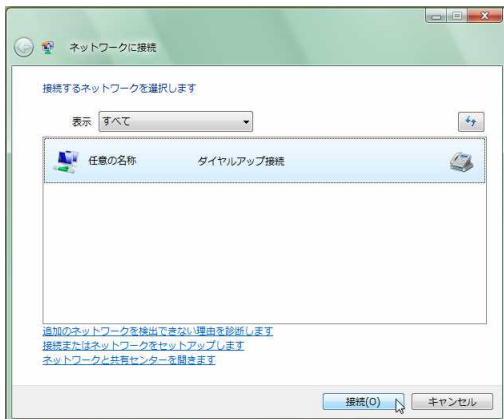 ネットワークに接続
接続するネットワークを選択します
表示 すべて
任意の名称 ダイヤルアップ接続
追加のネットワークを検出できない理由を診断します
接続またはネットワークをセットアップします
ネットワークと共有センターを開きます
接続(O) キャンセル